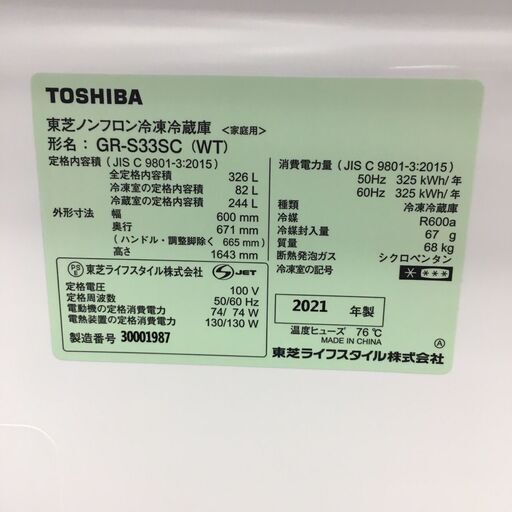 TOSHIBA
東芝ノンフロン冷凍冷蔵庫 <家庭用>
形名：GR-S33SC (WT)
定格内容積 (JIS C 9801-3:2015)
全定格内容積 326 L
冷凍室の定格内容積 82 L
冷蔵室の定格内容積 244 L
外形寸法 幅 600 mm
奥行 671 mm
(ハンドル・調整脚除く 665 mm)
高さ 1643 mm
消費電力量 (JIS C 9801-3:2015)
50Hz 325 kWh/年
60Hz 325 kWh/年
種類 冷凍冷蔵庫
冷媒 R600a
冷媒封入量 67 g
質量 68 kg
断熱発泡ガス シクロペンタン
冷凍室の記号 * ***
PS E 東芝ライフスタイル株式会社 S JET
定格電圧 100 V
定格周波数 50/60 Hz
電動機の定格消費電力 74/ 74 W
電熱装置の定格消費電力 130/130 W
製造番号 30001987
2021 年製
温度ヒューズ 76℃
MADE IN CHINA
東芝ライフスタイル株式会社 A